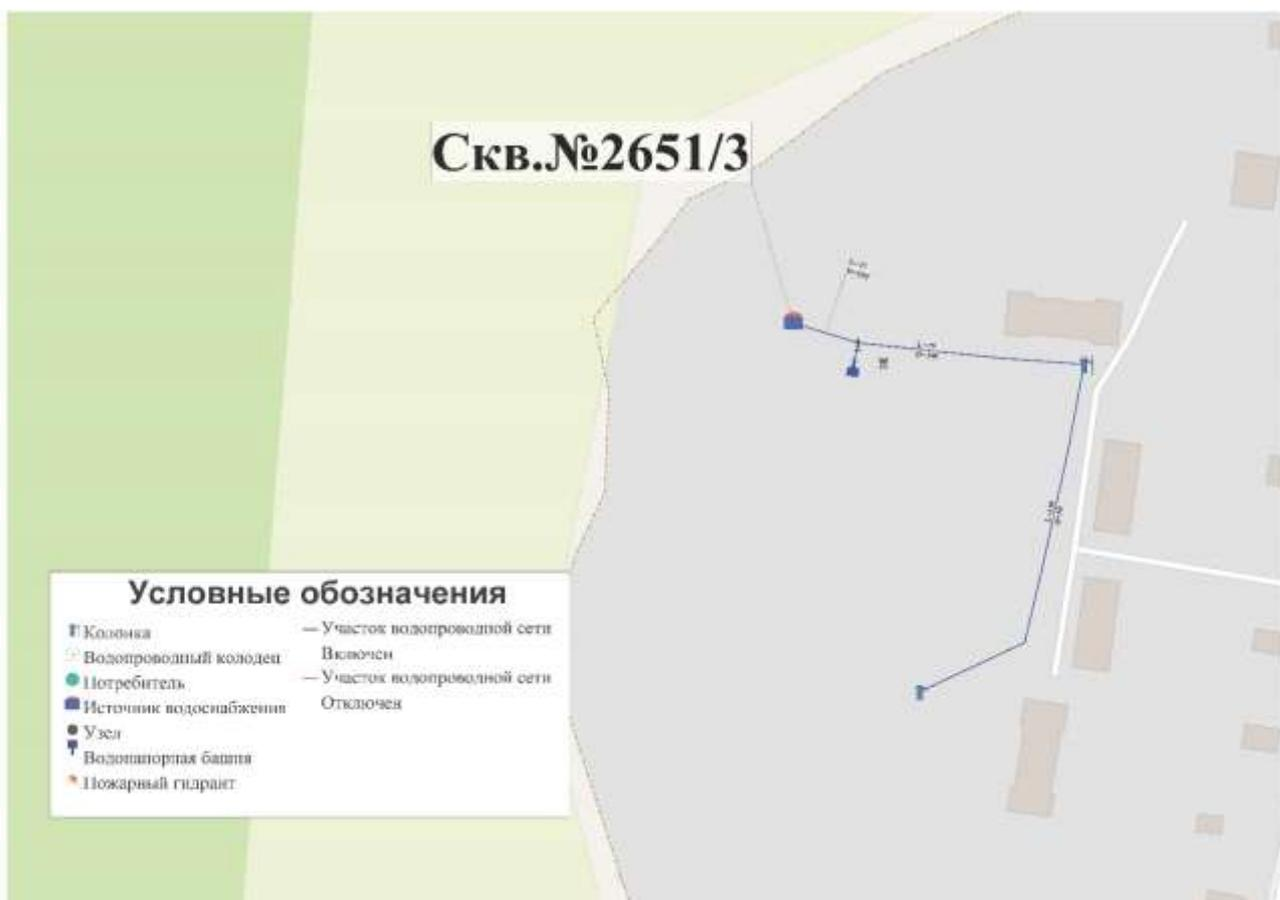 Скв.№2651/3
Условные обозначения
Колонка
Водопроводный колодец
Потребитель
Источник водоснабжения
Узел
Водонапорная башня
Пожарный гидрант
Участок водопроводной сети
Включен
Участок водопроводной сети
Отключен